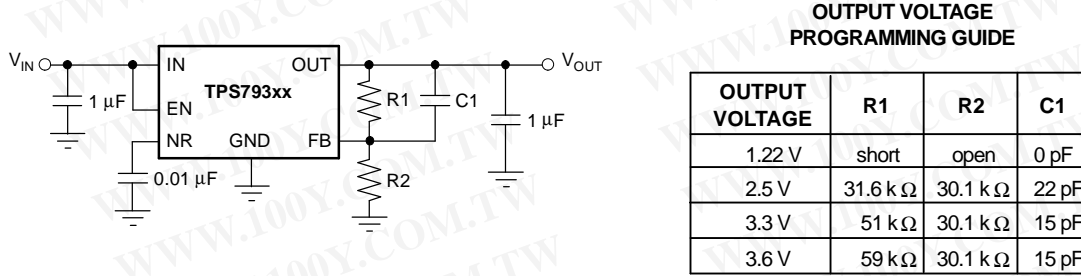 OUTPUT VOLTAGE
PROGRAMMING GUIDE
V_IN
IN
OUT
V_OUT
TPS793xx
1 μF
EN
R1
C1
1 μF
NR
GND
FB
0.01 μF
R2
OUTPUT VOLTAGE R1 R2 C1
1.22 V short open 0 pF
2.5 V 31.6 kΩ 30.1 kΩ 22 pF
3.3 V 51 kΩ 30.1 kΩ 15 pF
3.6 V 59 kΩ 30.1 kΩ 15 pF
WWW.100Y.COM.TW